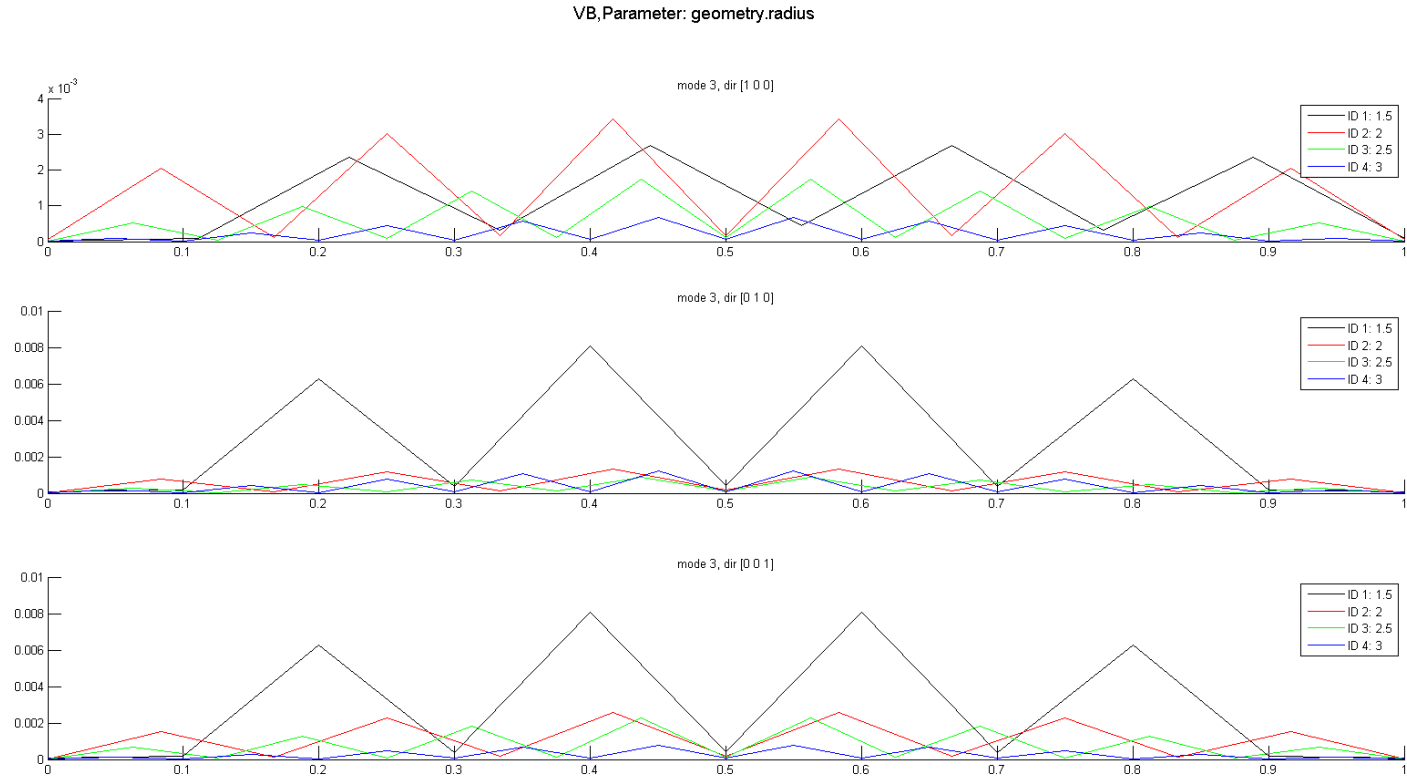 VB,Parameter: geometry.radius
mode 3, dir [1 0 0]
x 10^-3
4
3
2
1
0
0 0.1 0.2 0.3 0.4 0.5 0.6 0.7 0.8 0.9 1
ID 1: 1.5
ID 2: 2
ID 3: 2.5
ID 4: 3
mode 3, dir [0 1 0]
0.01
0.008
0.006
0.004
0.002
0
0 0.1 0.2 0.3 0.4 0.5 0.6 0.7 0.8 0.9 1
ID 1: 1.5
ID 2: 2
ID 3: 2.5
ID 4: 3
mode 3, dir [0 0 1]
0.01
0.008
0.006
0.004
0.002
0
0 0.1 0.2 0.3 0.4 0.5 0.6 0.7 0.8 0.9 1
ID 1: 1.5
ID 2: 2
ID 3: 2.5
ID 4: 3